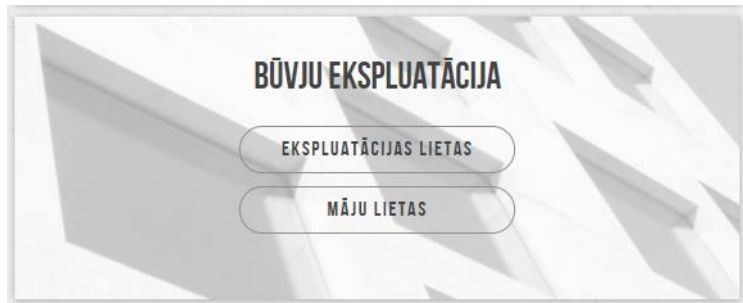 BŪVJU EKSPLUATĀCIJA
EKSPLUATĀCIJAS LIETAS
MĀJU LIETAS